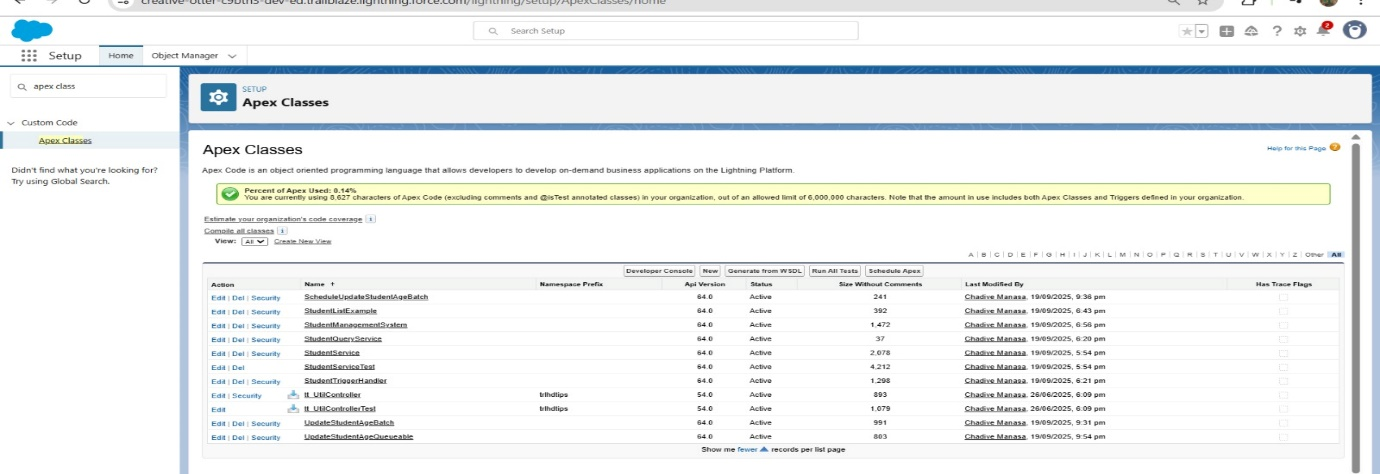 creative-otter-c9bth5-dev-ed.trailblaze.lightning.force.com/lightning/setup/ApexClasses/home
Search Setup
2
Setup Home Object Manager
apex class
Custom Code
Apex Classes
Didn't find what you're looking for?
Try using Global Search.
SETUP
Apex Classes
Apex Classes
Help for this Page
Apex Code is an object oriented programming language that allows developers to develop on-demand business applications on the Lightning Platform.
Percent of Apex Used: 0.14%
You are currently using 8,627 characters of Apex Code (excluding comments and @isTest annotated classes) in your organization, out of an allowed limit of 6,000,000 characters. Note that the amount in use includes both Apex Classes and Triggers defined in your organization.
Estimate your organization's code coverage i
Compile all classes i
View: All Create New View
A | B | C | D | E | F | G | H | I | J | K | L | M | N | O | P | Q | R | S | T | U | V | W | X | Y | Z | Other All
Developer Console New Generate from WSDL Run All Tests Schedule Apex
Action Name ↑ Namespace Prefix Api Version Status Size Without Comments Last Modified By Has Trace Flags
Edit | Del | Security ScheduleUpdateStudentAgeBatch 64.0 Active 241 Chadive Manasa, 19/09/2025, 9:36 pm
Edit | Del | Security StudentListExample 64.0 Active 392 Chadive Manasa, 19/09/2025, 6:43 pm
Edit | Del | Security StudentManagementSystem 64.0 Active 1,472 Chadive Manasa, 19/09/2025, 6:56 pm
Edit | Del | Security StudentQueryService 64.0 Active 37 Chadive Manasa, 19/09/2025, 6:20 pm
Edit | Del | Security StudentService 64.0 Active 2,078 Chadive Manasa, 19/09/2025, 5:54 pm
Edit | Del StudentServiceTest 64.0 Active 4,212 Chadive Manasa, 19/09/2025, 5:54 pm
Edit | Del | Security StudentTriggerHandler 64.0 Active 1,298 Chadive Manasa, 19/09/2025, 6:21 pm
Edit | Security lt_UtilController trlhdtips 54.0 Active 893 Chadive Manasa, 26/06/2025, 6:09 pm
Edit lt_UtilControllerTest trlhdtips 54.0 Active 1,079 Chadive Manasa, 26/06/2025, 6:09 pm
Edit | Del | Security UpdateStudentAgeBatch 64.0 Active 991 Chadive Manasa, 19/09/2025, 9:31 pm
Edit | Del | Security UpdateStudentAgeQueueable 64.0 Active 803 Chadive Manasa, 19/09/2025, 9:54 pm
Show me fewer records per list page